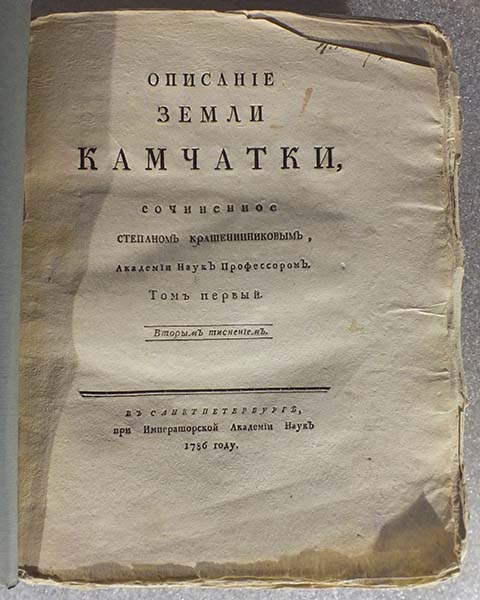 ОПИСАНІЕ
ЗЕМЛИ
КАМЧАТКИ,
СОЧИНЕННОЕ
СТЕПАНОМЪ КРАШЕНИННИКОВЫМЪ,
Академіи Наукъ Профессоромъ.
Томъ первый.
Вторымъ тисненіемъ.
ВЪ САНКТПЕТЕРБУРГѢ,
при Императорской Академіи Наукъ
1786 году.